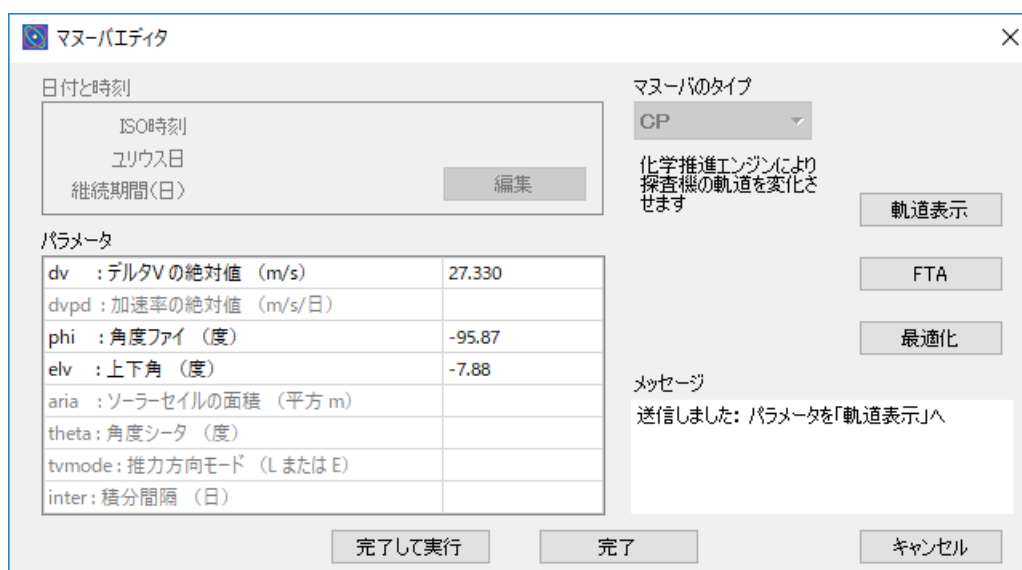 マヌーバエディタ
日付と時刻
ISO時刻
ユリウス日
継続期間(日)
編集
マヌーバのタイプ
CP
化学推進エンジンにより
探査機の軌道を変化さ
せます
軌道表示
FTA
最適化
パラメータ
dv : デルタV の絶対値 (m/s) 27.330
dvpd : 加速率の絶対値 (m/s/日)
phi : 角度ファイ (度) -95.87
elv : 上下角 (度) -7.88
aria : ソーラーセイルの面積 (平方 m)
theta : 角度シータ (度)
tvmode : 推力方向モード (L または E)
inter : 積分間隔 (日)
メッセージ
送信しました: パラメータを「軌道表示」へ
完了して実行
完了
キャンセル